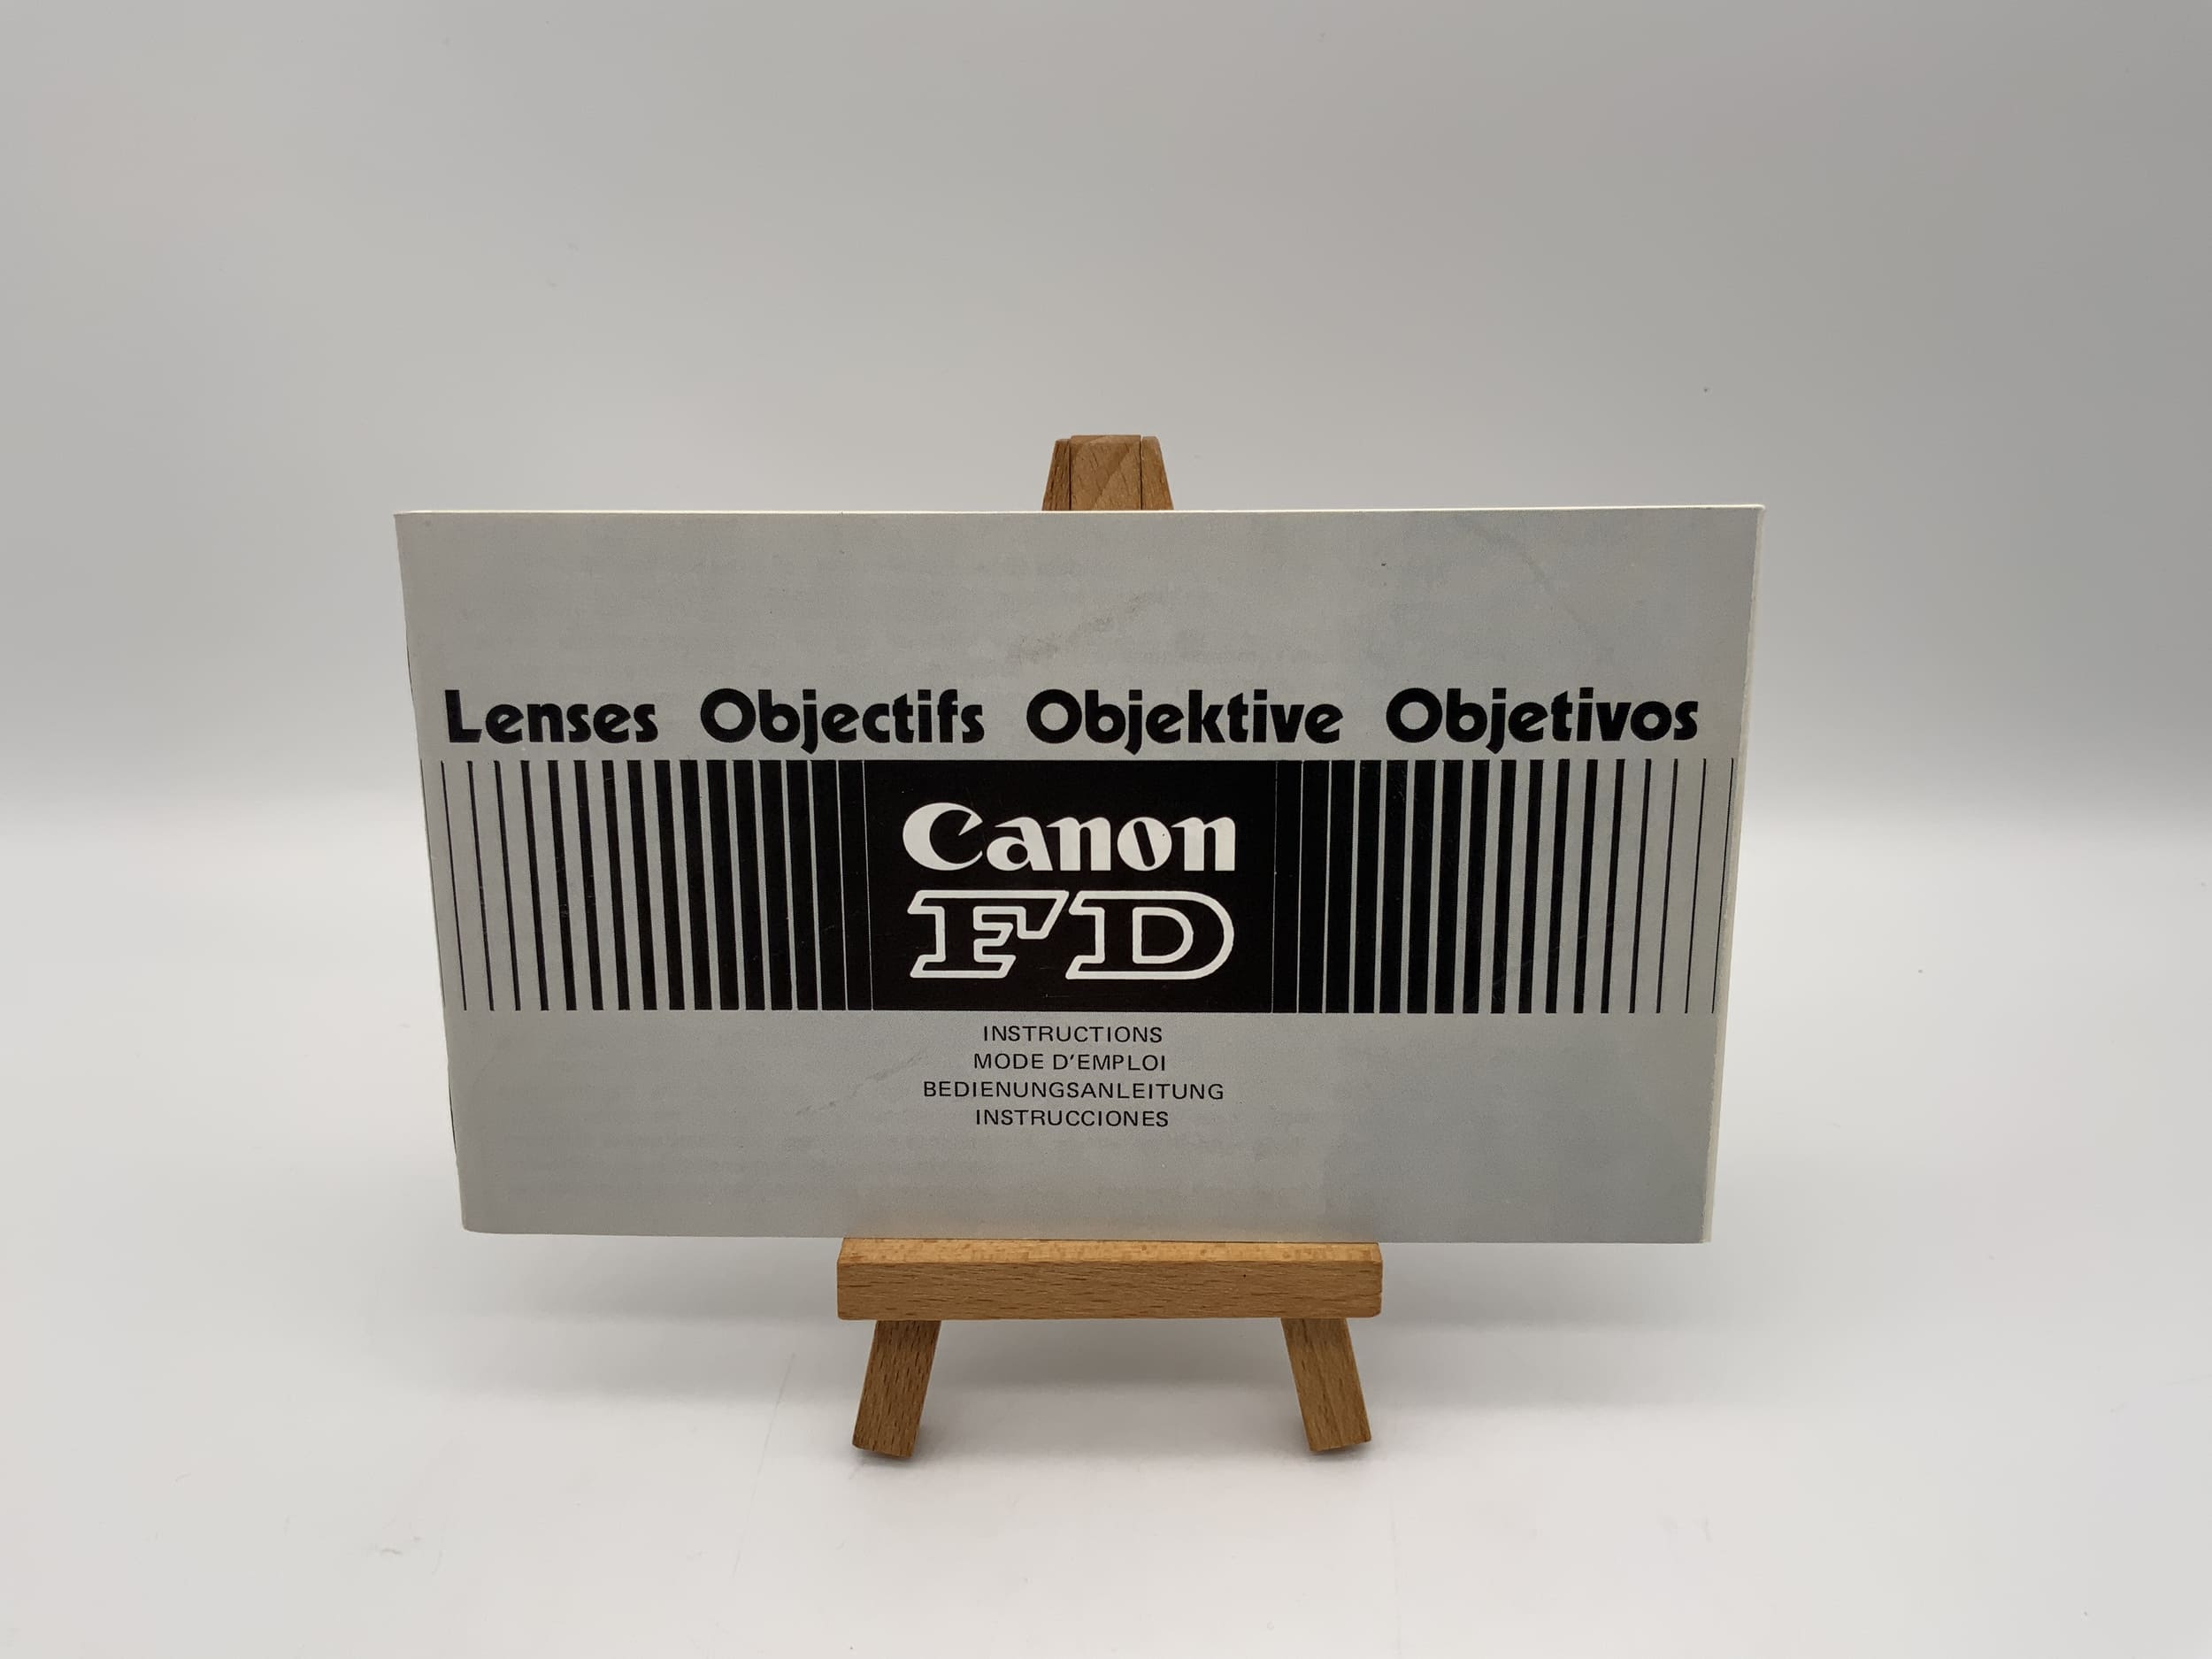 Lenses Objectifs Objektive Objetivos
Canon
FD
INSTRUCTIONS
MODE D'EMPLOI
BEDIENUNGSANLEITUNG
INSTRUCCIONES